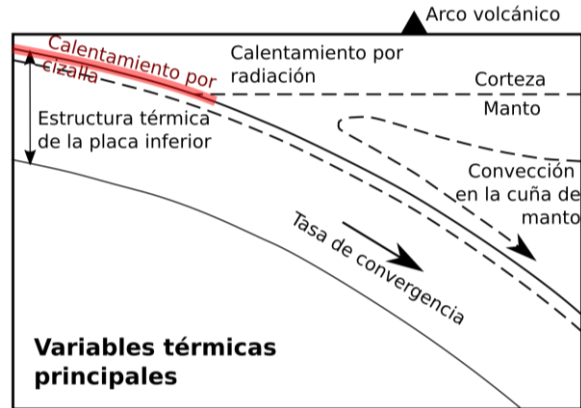 Arco volcánico
Calentamiento por
cizalla
Calentamiento por
radiación
Corteza
Manto
Estructura térmica
de la placa inferior
Convección
en la cuña de
manto
Tasa de convergencia
Variables térmicas
principales